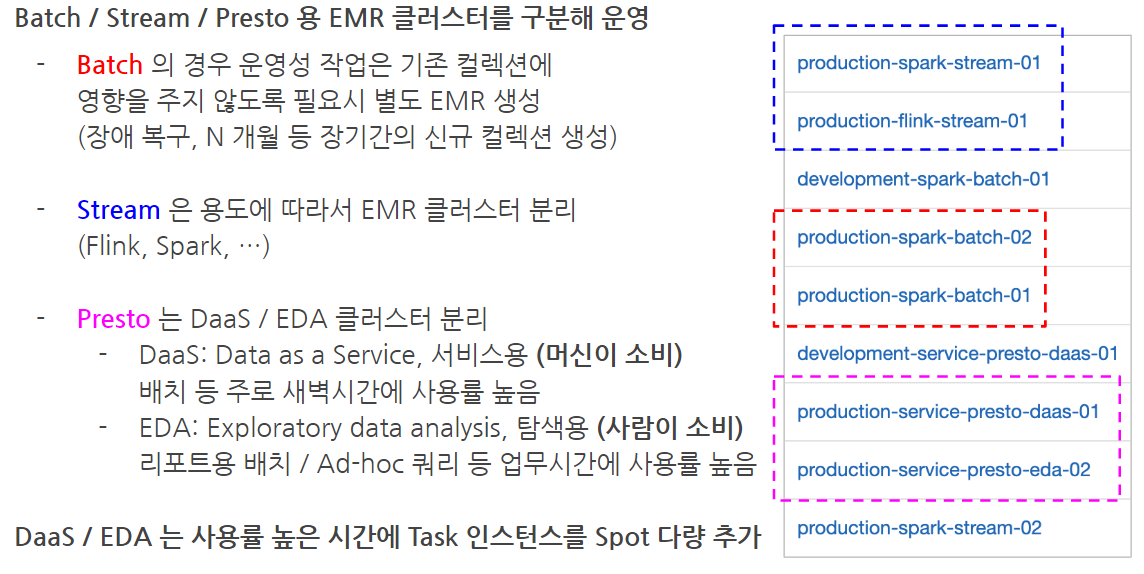 Batch / Stream / Presto 용 EMR 클러스터를 구분해 운영
- Batch 의 경우 운영성 작업은 기존 컬렉션에
영향을 주지 않도록 필요시 별도 EMR 생성
(장애 복구, N 개월 등 장기간의 신규 컬렉션 생성)
- Stream 은 용도에 따라서 EMR 클러스터 분리
(Flink, Spark, …)
- Presto 는 DaaS / EDA 클러스터 분리
- DaaS: Data as a Service, 서비스용 (머신이 소비)
배치 등 주로 새벽시간에 사용률 높음
- EDA: Exploratory data analysis, 탐색용 (사람이 소비)
리포트용 배치 / Ad-hoc 쿼리 등 업무시간에 사용률 높음
DaaS / EDA 는 사용률 높은 시간에 Task 인스턴스를 Spot 다량 추가
production-spark-stream-01
production-flink-stream-01
development-spark-batch-01
production-spark-batch-02
production-spark-batch-01
development-service-presto-daas-01
production-service-presto-daas-01
production-service-presto-eda-02
production-spark-stream-02